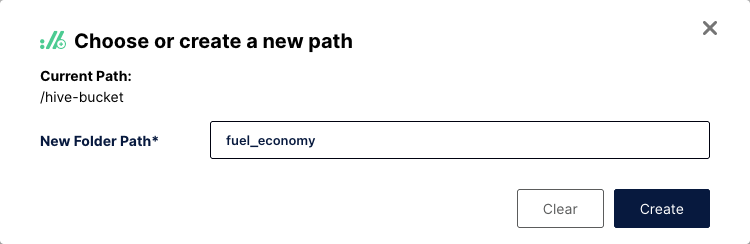 Choose or create a new path
Current Path:
/hive-bucket
New Folder Path*
fuel_economy
Clear
Create